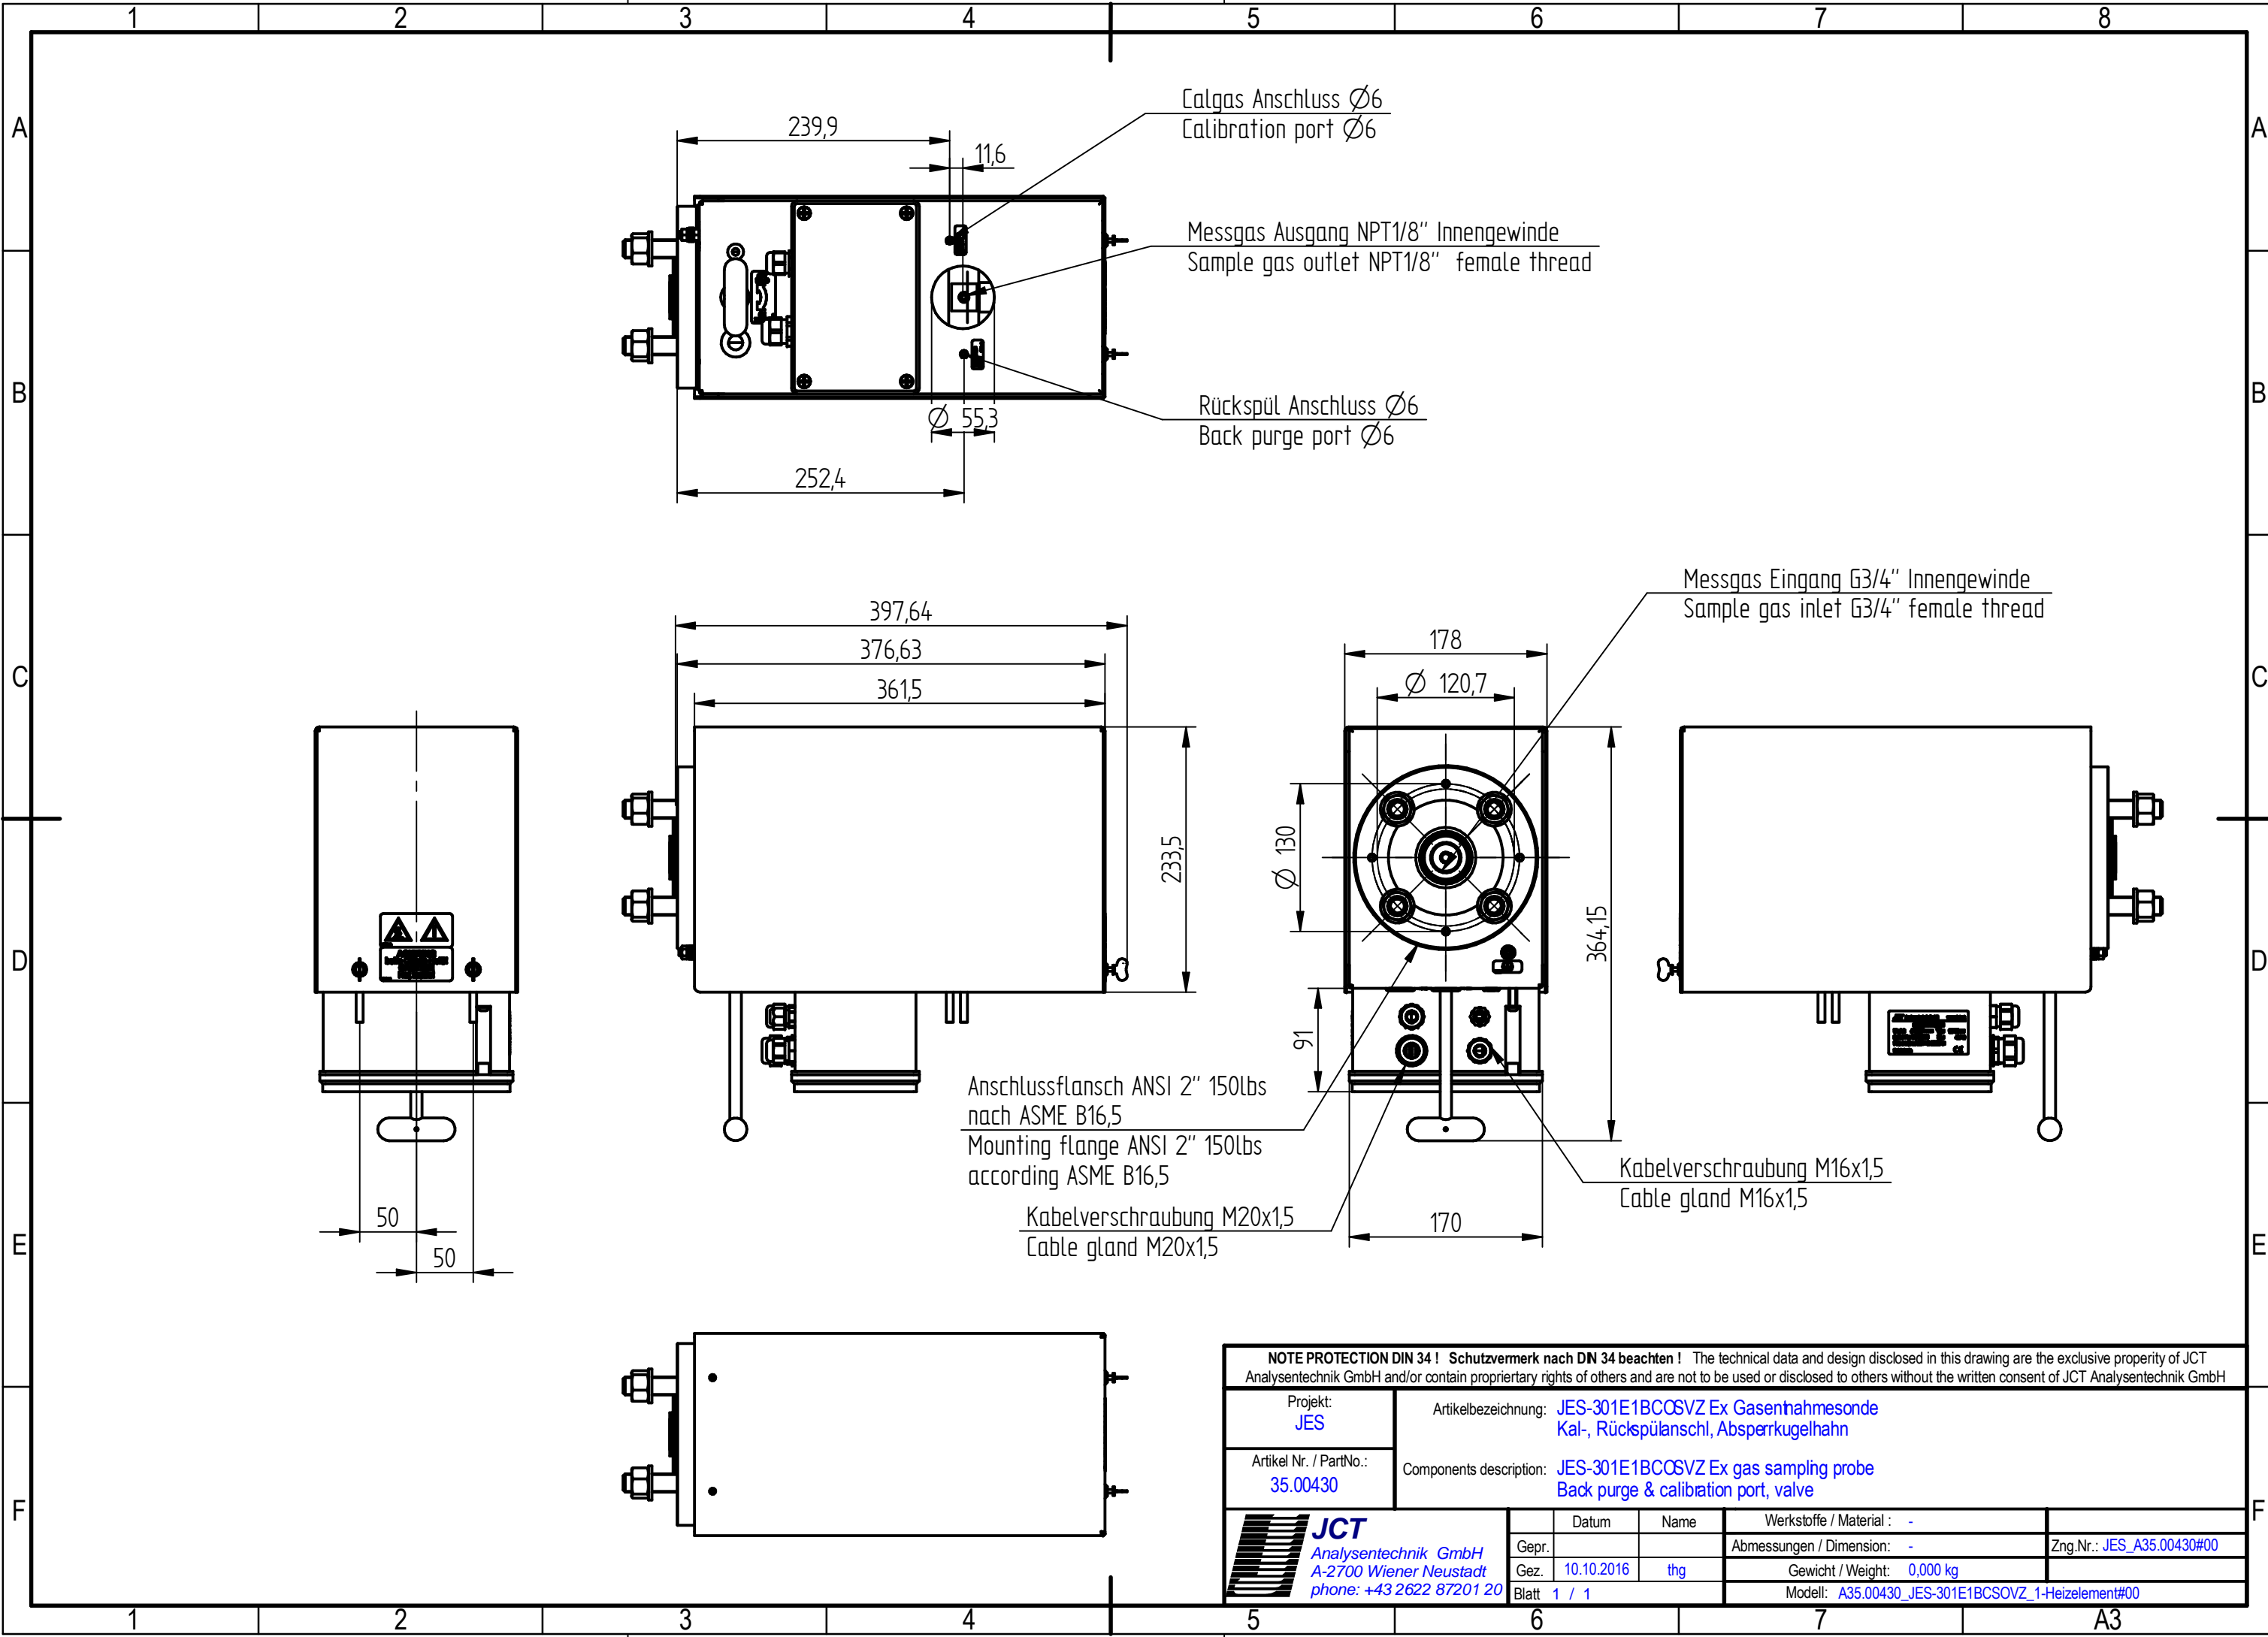 1 2 3 4 5 6 7 8
A A
B B
C C
D D
E E
F F
239,9
11,6
Calgas Anschluss Ø6
Calibration port Ø6
Messgas Ausgang NPT1/8" Innengewinde
Sample gas outlet NPT1/8" female thread
Rückspül Anschluss Ø6
Back purge port Ø6
Ø 55,3
252,4
Messgas Eingang G3/4" Innengewinde
Sample gas inlet G3/4" female thread
397,64
376,63
361,5
233,5
178
Ø 120,7
Ø 130
364,15
91
Anschlussflansch ANSI 2" 150lbs
nach ASME B16,5
Mounting flange ANSI 2" 150lbs
according ASME B16,5
Kabelverschraubung M20x1,5
Cable gland M20x1,5
Kabelverschraubung M16x1,5
Cable gland M16x1,5
170
50
50
NOTE PROTECTION DIN 34 ! Schutzvermerk nach DIN 34 beachten ! The technical data and design disclosed in this drawing are the exclusive properity of JCT
Analysentechnik GmbH and/or contain propriertary rights of others and are not to be used or disclosed to others without the written consent of JCT Analysentechnik GmbH
Projekt:
JES
Artikelbezeichnung: JES-301E1BCOSVZ Ex Gasentnahmesonde
Kal-, Rückspülanschl, Absperrkugelhahn
Artikel Nr. / PartNo.:
35.00430
Components description: JES-301E1BCOSVZ Ex gas sampling probe
Back purge & calibration port, valve
JCT
Analysentechnik GmbH
A-2700 Wiener Neustadt
phone: +43 2622 87201 20
Datum Name
Gepr.
Gez. 10.10.2016 thg
Blatt 1 / 1
Werkstoffe / Material : -
Abmessungen / Dimension: -
Zng.Nr.: JES_A35.00430#00
Gewicht / Weight: 0,000 kg
Modell: A35.00430_JES-301E1BCSOVZ_1-Heizelement#00
1 2 3 4 5 6 7 A3